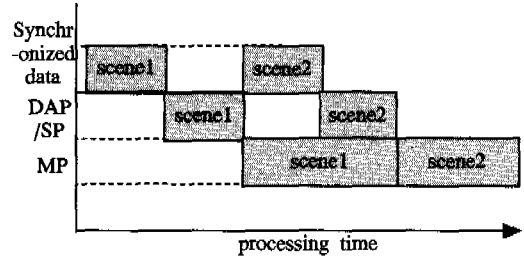 Synchr
-onized
data
scene1
scene2
DAP
/SP
scene1
scene2
MP
scene1
scene2
processing time